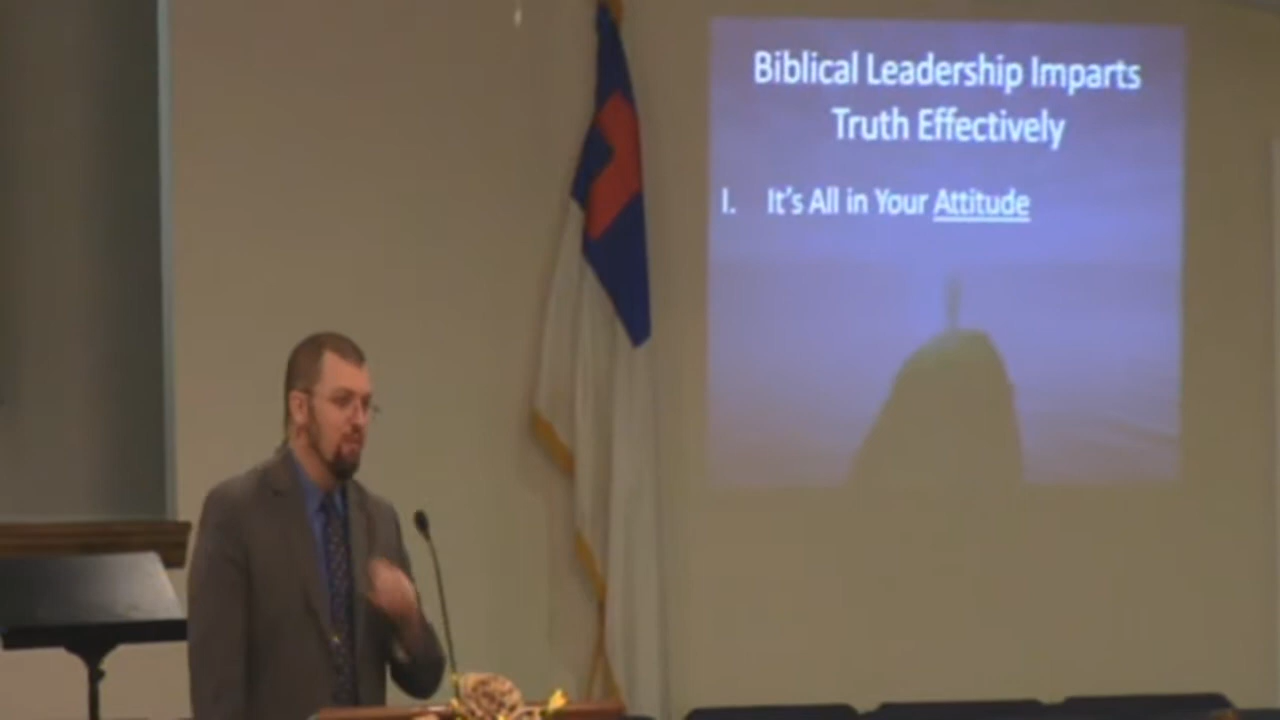 Biblical Leadership Imparts
Truth Effectively
I. It's All in Your Attitude